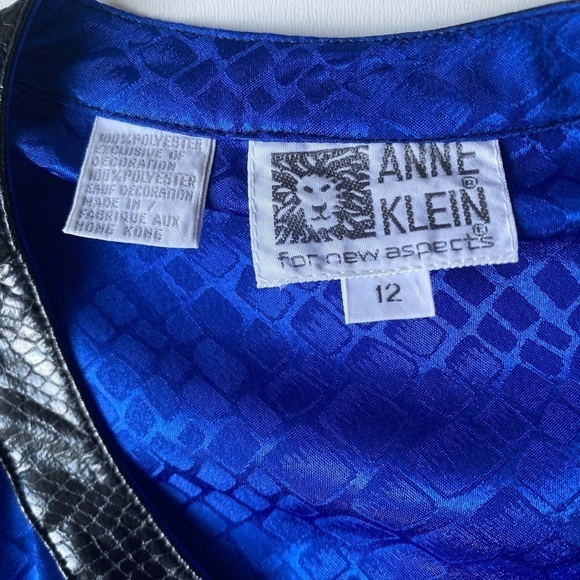 100% POLYESTER
EXCLUSIVE OF
DECORATION
100% POLYESTER
SAUF DECORATION
MADE IN /
FABRIQUE AUX
HONG KONG
ANNE
KLEIN®
for new aspects®
12